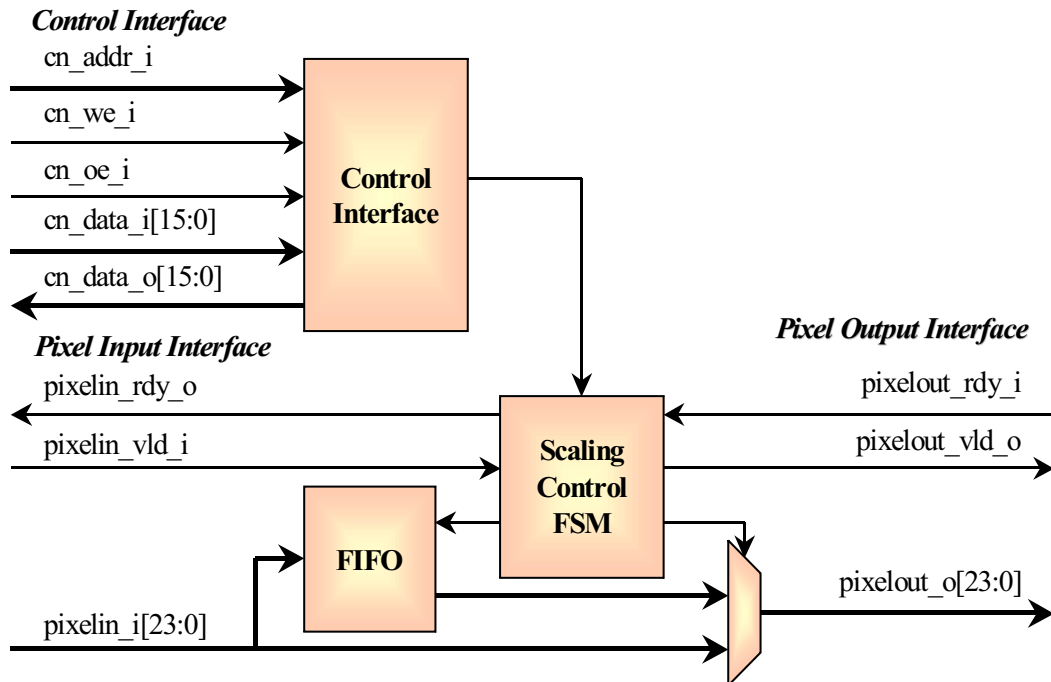 Control Interface
cn_addr_i
cn_we_i
cn_oe_i
cn_data_i[15:0]
cn_data_o[15:0]
Control
Interface
Pixel Input Interface
pixelin_rdy_o
pixelin_vld_i
Pixel Output Interface
pixelout_rdy_i
pixelout_vld_o
Scaling
Control
FSM
FIFO
pixelin_i[23:0]
pixelout_o[23:0]